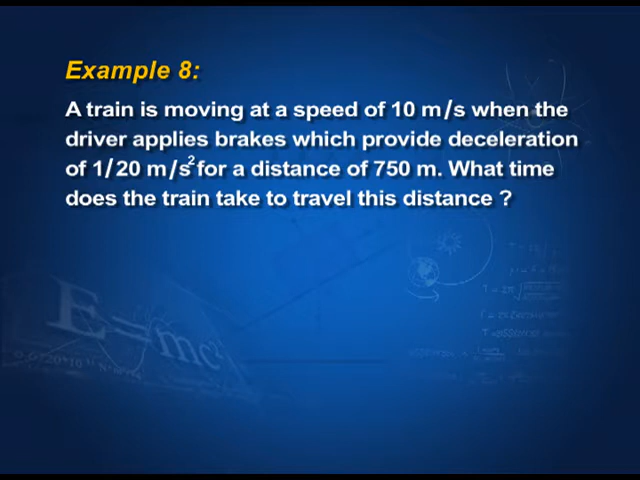 Example 8:
A train is moving at a speed of 10 m/s when the
driver applies brakes which provide deceleration
of 1/20 m/s² for a distance of 750 m. What time
does the train take to travel this distance ?
E=mc²